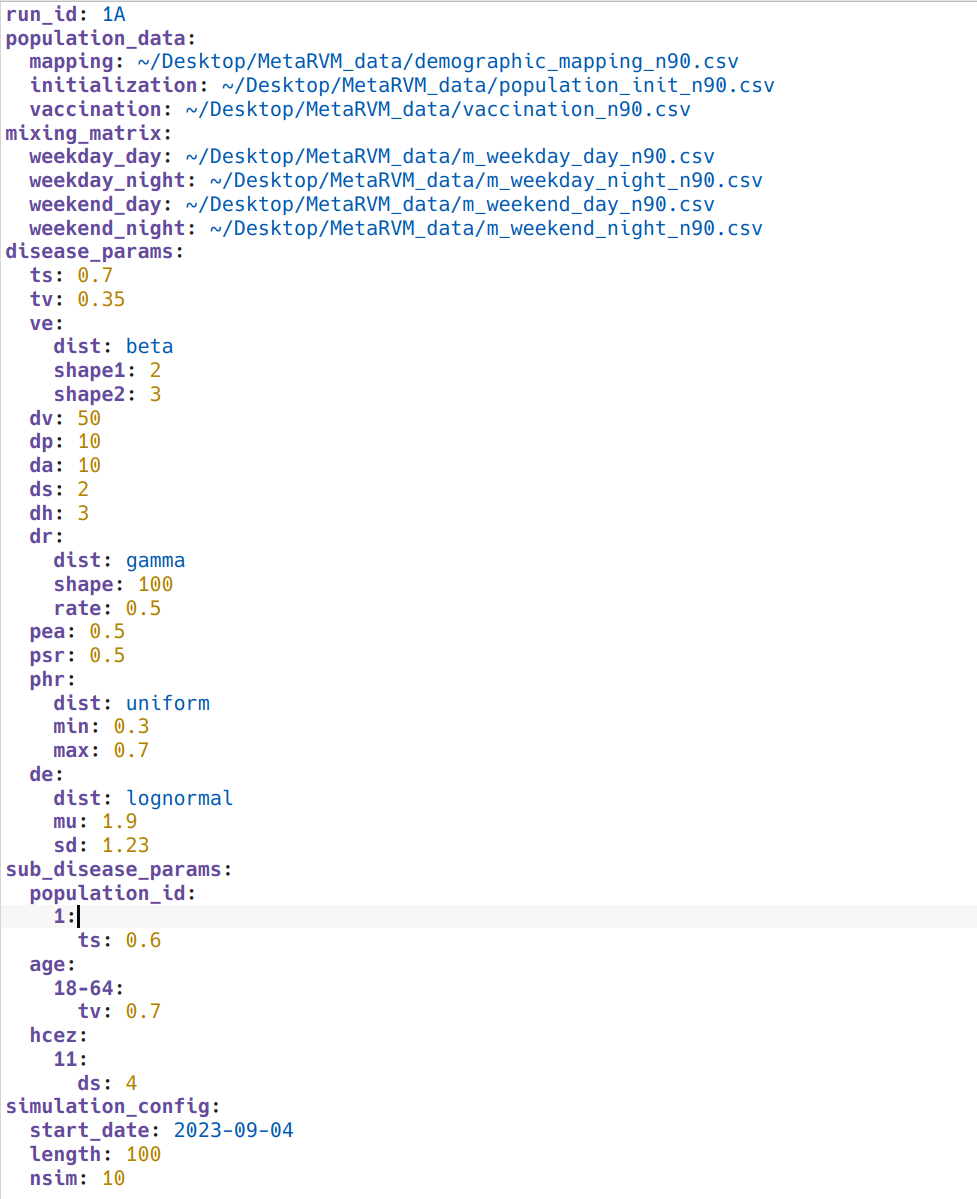 run_id: 1A
population_data:
  mapping: ~/Desktop/MetaRVM_data/demographic_mapping_n90.csv
  initialization: ~/Desktop/MetaRVM_data/population_init_n90.csv
  vaccination: ~/Desktop/MetaRVM_data/vaccination_n90.csv
mixing_matrix:
  weekday_day: ~/Desktop/MetaRVM_data/m_weekday_day_n90.csv
  weekday_night: ~/Desktop/MetaRVM_data/m_weekday_night_n90.csv
  weekend_day: ~/Desktop/MetaRVM_data/m_weekend_day_n90.csv
  weekend_night: ~/Desktop/MetaRVM_data/m_weekend_night_n90.csv
disease_params:
  ts: 0.7
  tv: 0.35
  ve:
    dist: beta
    shape1: 2
    shape2: 3
  dv: 50
  dp: 10
  da: 10
  ds: 2
  dh: 3
  dr:
    dist: gamma
    shape: 100
    rate: 0.5
  pea: 0.5
  psr: 0.5
  phr:
    dist: uniform
    min: 0.3
    max: 0.7
  de:
    dist: lognormal
    mu: 1.9
    sd: 1.23
sub_disease_params:
  population_id:
    1:
      ts: 0.6
  age:
    18-64:
      tv: 0.7
  hcez:
    11:
      ds: 4
simulation_config:
  start_date: 2023-09-04
  length: 100
  nsim: 10